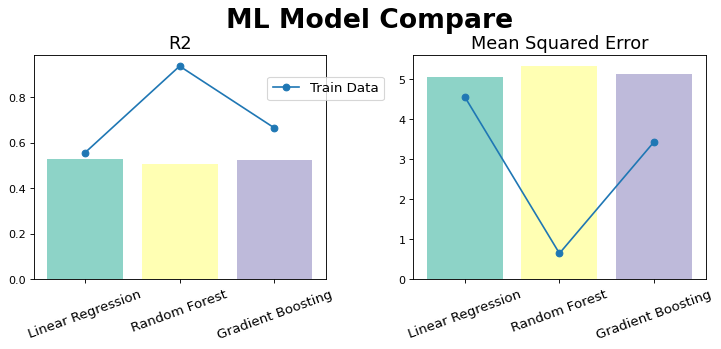 ML Model Compare
R2
Train Data
0.8
0.6
0.4
0.2
0.0
Linear Regression
Random Forest
Gradient Boosting
Mean Squared Error
5
4
3
2
1
0
Linear Regression
Random Forest
Gradient Boosting